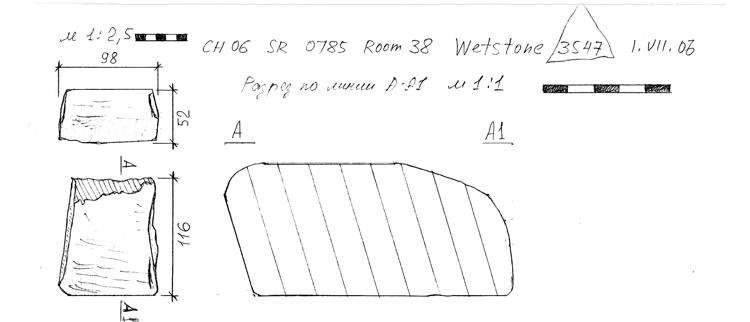 м 1:2,5 CH 06 SR 0785 Room 38 Wetstone 3547 1.VII.06
98
Разрез по линии А-А1 м 1:1
52
A A1
A
116
A1